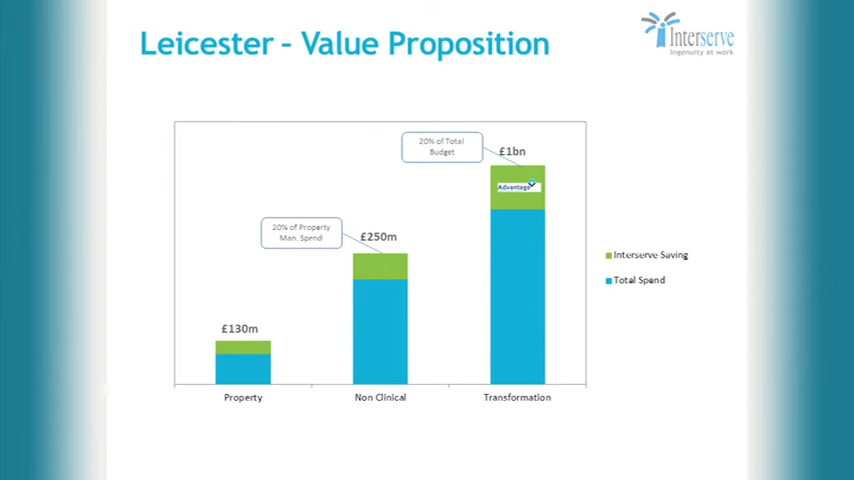 Leicester – Value Proposition
Interserve
Ingenuity at work
20% of Total
Budget
£1bn
Advantage
20% of Property
Man. Spend
£250m
Interserve Saving
Total Spend
£130m
Property
Non Clinical
Transformation